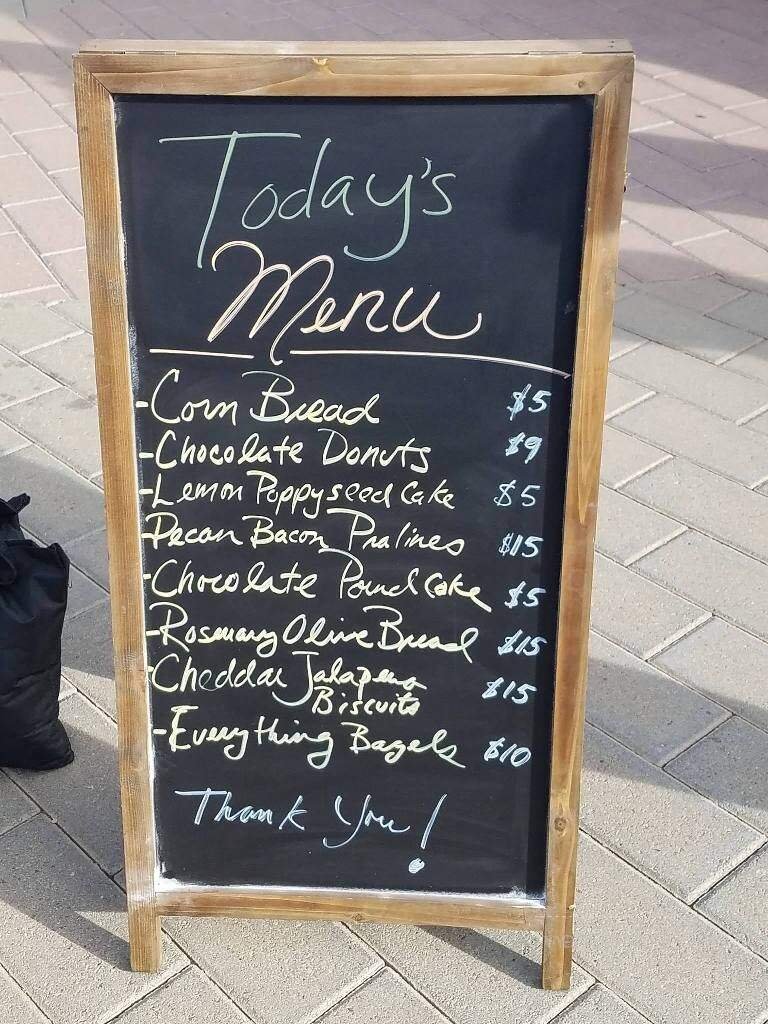 Today's
Menu
-Corn Bread $5
-Chocolate Donuts $9
-Lemon Poppyseed Cake $5
-Pecan Bacon Pralines $15
-Chocolate Pound Cake $5
-Rosemary Olive Bread $15
-Cheddar Jalapeno $15
Biscuits
-Everything Bagels $10
Thank You!